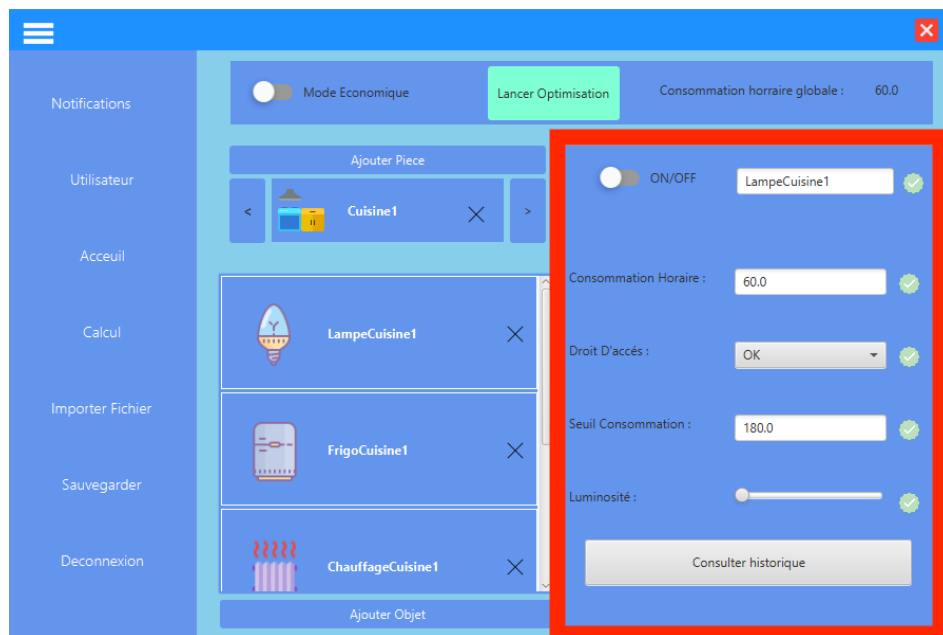 Notifications
Utilisateur
Acceuil
Calcul
Importer Fichier
Sauvegarder
Deconnexion
Mode Economique
Lancer Optimisation
Consommation horraire globale : 60.0
Ajouter Piece
< Cuisine1 >
LampeCuisine1
FrigoCuisine1
ChauffageCuisine1
Ajouter Objet
ON/OFF LampeCuisine1
Consommation Horaire : 60.0
Droit D'accés : OK
Seuil Consommation : 180.0
Luminosité :
Consulter historique